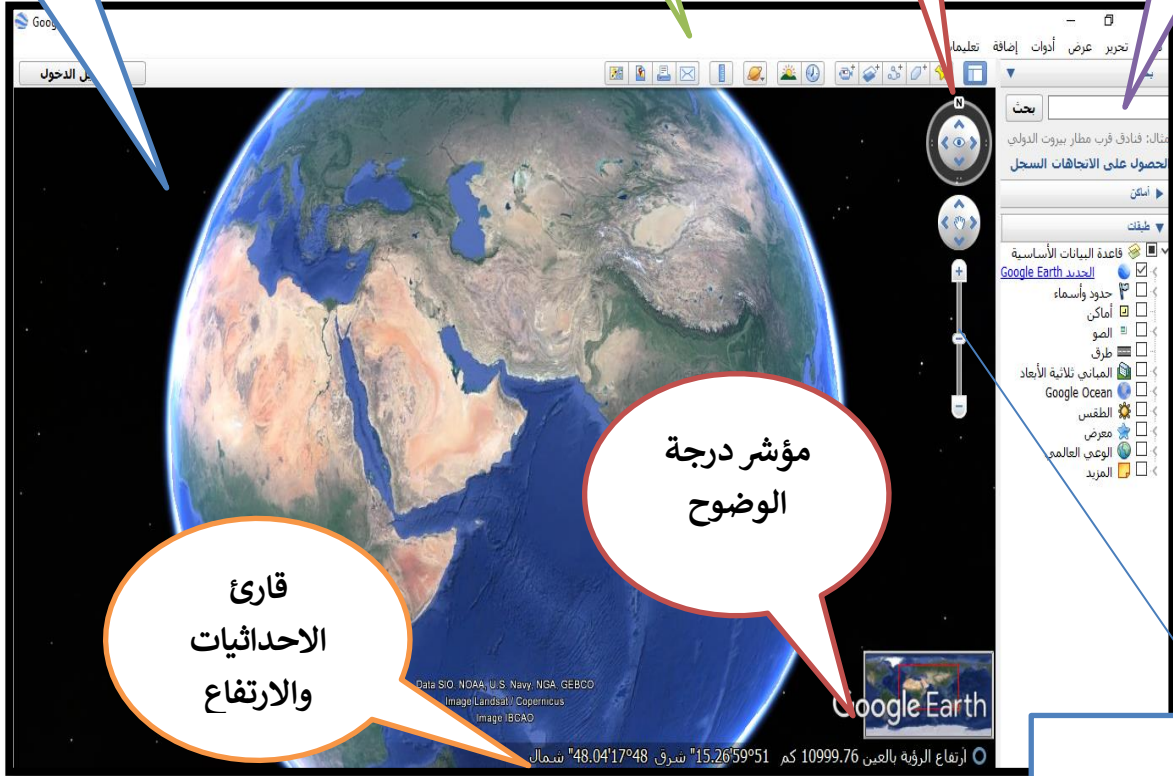 Goog
تحرير عرض أدوات إضافة تعليما
يل الدخول
بحث
مثال: فنادق قرب مطار بيروت الدولي
الحصول على الاتجاهات السجل
أماكن
طبقات
قاعدة البيانات الأساسية
الجديد Google Earth
حدود وأسماء
أماكن
الصو
طرق
المباني ثلاثية الأبعاد
Google Ocean
الطقس
معرض
الوعي العالمي
المزيد
N
مؤشر درجة
الوضوح
قارئ
الاحداثيات
والارتفاع
Data SIO, NOAA, U.S. Navy, NGA, GEBCO
Image Landsat / Copernicus
Image IBCAO
Google Earth
ارتفاع الرؤية بالعين 10999.76 كم 51°59'15.26" شرق 48°17'48.04" شمال